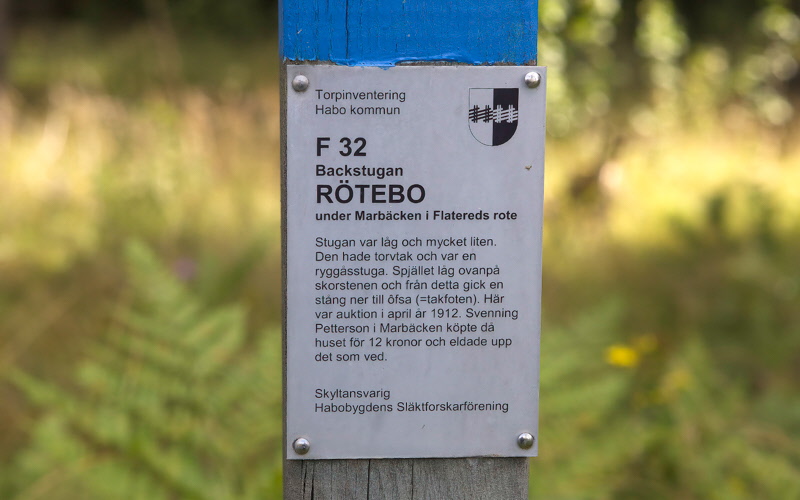 Torpinventering
Habo kommun
F 32
Backstugan
RÖTEBO
under Marbäcken i Flatereds rote
Stugan var låg och mycket liten.
Den hade torvtak och var en
ryggåsstuga. Spjället låg ovanpå
skorstenen och från detta gick en
stång ner till ôfsa (=takfoten). Här
var auktion i april år 1912. Svenning
Petterson i Marbäcken köpte då
huset för 12 kronor och eldade upp
det som ved.
Skyltansvarig
Habobygdens Släktforskarförening